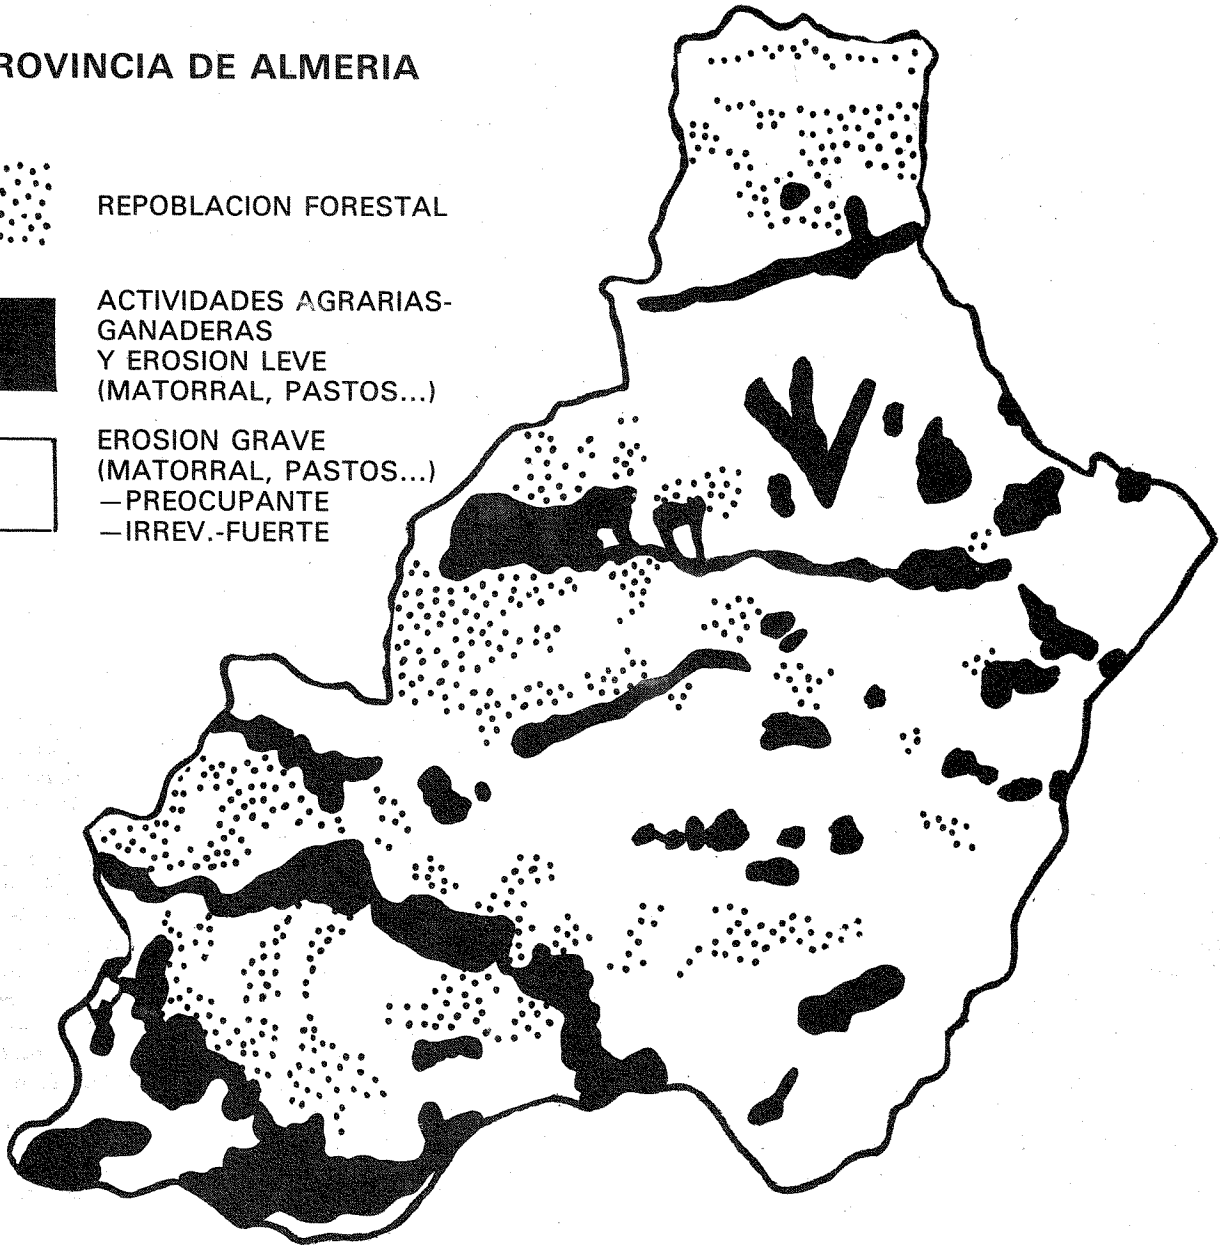 ROVINCIA DE ALMERIA
REPOBLACION FORESTAL
ACTIVIDADES AGRARIAS-
GANADERAS
Y EROSION LEVE
(MATORRAL, PASTOS...)
EROSION GRAVE
(MATORRAL, PASTOS...)
—PREOCUPANTE
—IRREV.-FUERTE